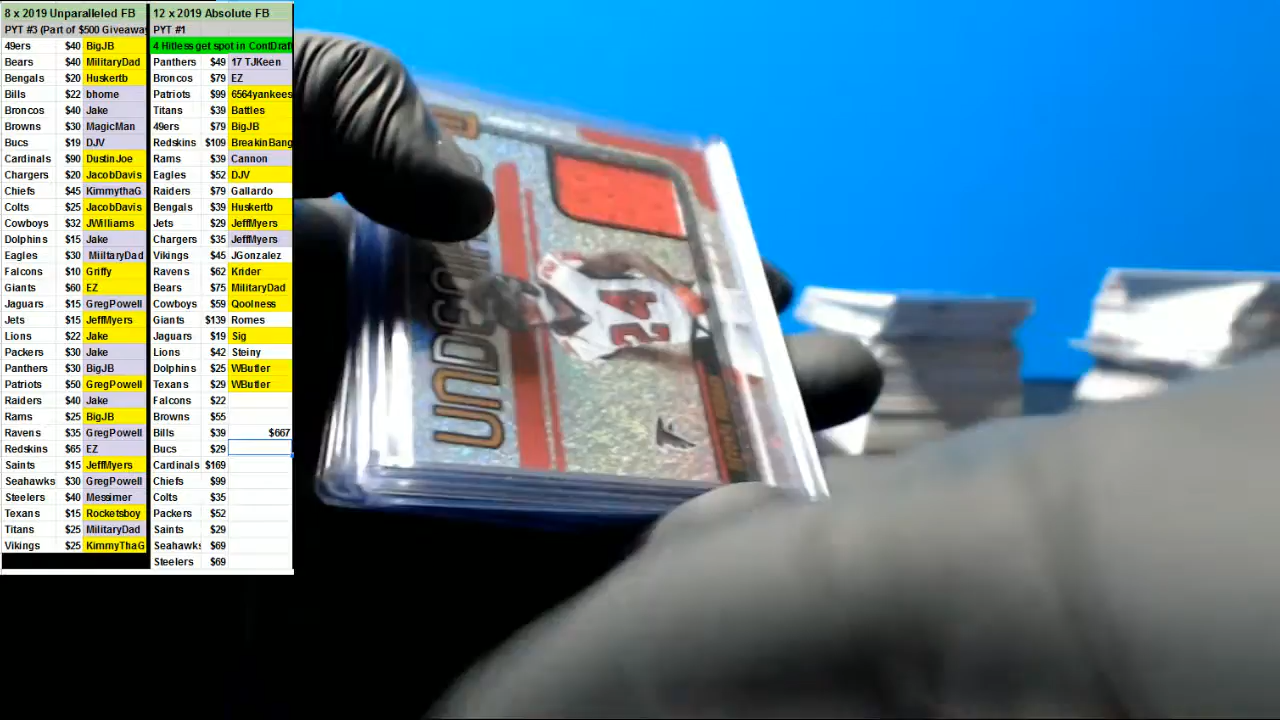 8 x 2019 Unparalleled FB
PYT #3 (Part of $500 Giveaway
49ers $40 BigJB
Bears $40 MilitaryDad
Bengals $20 Huskertb
Bills $22 bhorne
Broncos $40 Jake
Browns $30 MagicMan
Bucs $19 DJV
Cardinals $90 DustinJoe
Chargers $20 JacobDavis
Chiefs $45 KimmythaG
Colts $25 JacobDavis
Cowboys $32 JWilliams
Dolphins $15 Jake
Eagles $30 MilitaryDad
Falcons $10 Griffy
Giants $60 EZ
Jaguars $15 GregPowell
Jets $15 JeffMyers
Lions $22 Jake
Packers $30 Jake
Panthers $30 BigJB
Patriots $50 GregPowell
Raiders $40 Jake
Rams $25 BigJB
Ravens $35 GregPowell
Redskins $65 EZ
Saints $15 JeffMyers
Seahawks $30 GregPowell
Steelers $40 Messimer
Texans $15 Rocketsboy
Titans $25 MilitaryDad
Vikings $25 KimmyThaG
12 x 2019 Absolute FB
PYT #1
4 Hitless get spot in ContDraft
Panthers $49 17 TJKeen
Broncos $79 EZ
Patriots $99 6564yankees
Titans $39 Battles
49ers $79 BigJB
Redskins $109 BreakinBang
Rams $39 Cannon
Eagles $52 DJV
Raiders $79 Gallardo
Bengals $39 Huskertb
Jets $29 JeffMyers
Chargers $35 JeffMyers
Vikings $45 JGonzalez
Ravens $62 Krider
Bears $75 MilitaryDad
Cowboys $59 Qoolness
Giants $139 Romes
Jaguars $19 Sig
Lions $42 Steiny
Dolphins $25 WButler
Texans $29 WButler
Falcons $22
Browns $55
Bills $39 $667
Bucs $29
Cardinals $169
Chiefs $99
Colts $35
Packers $52
Saints $29
Seahawks $69
Steelers $69
24